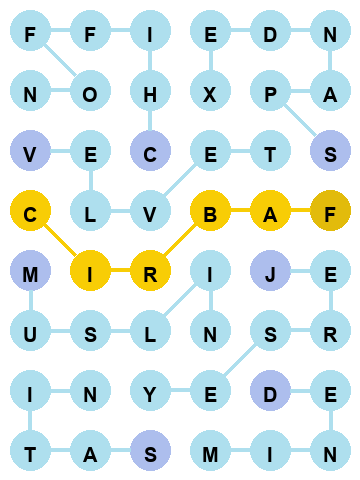 F F I E D N
N O H X P A
V E C E T S
C L V B A F
M I R I J E
U S L N S R
I N Y E D E
T A S M I N